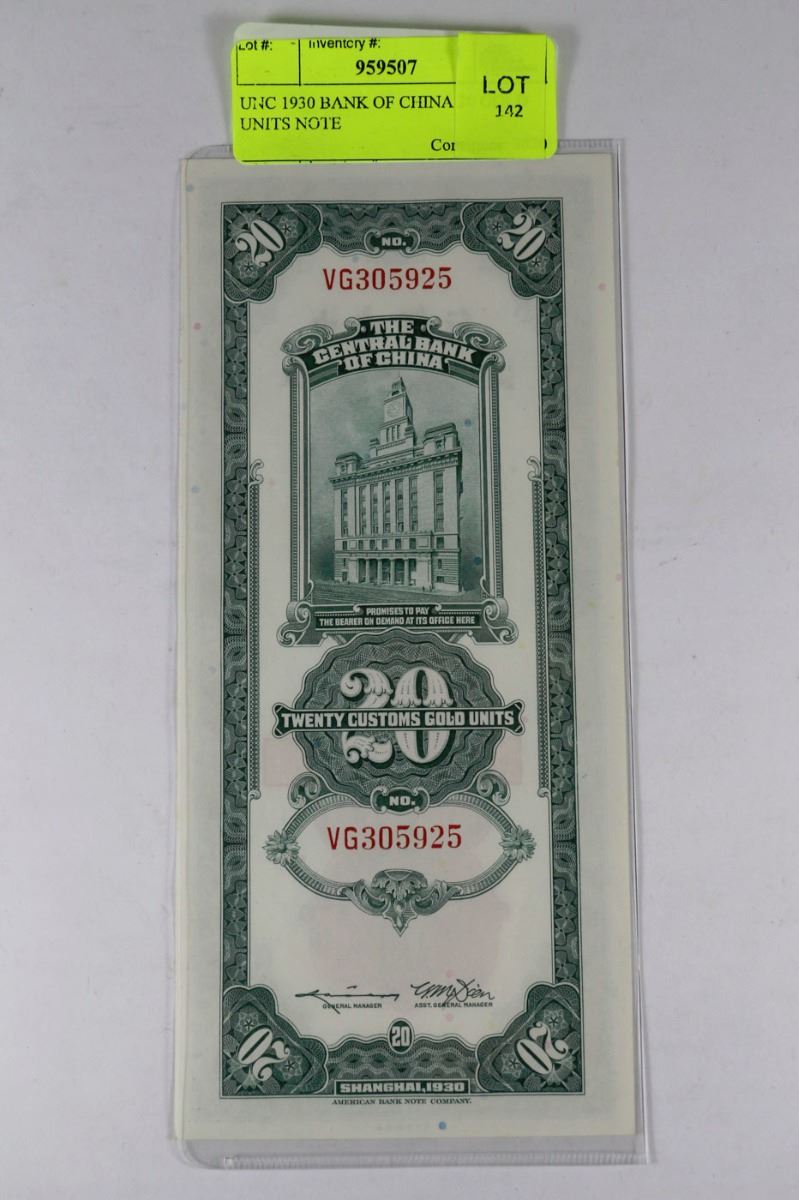 Lot #: Inventory #:
959507
LOT
142
UNC 1930 BANK OF CHINA
UNITS NOTE
20 20
NO.
VG305925
THE
CENTRAL BANK
OF CHINA
PROMISES TO PAY
THE BEARER ON DEMAND AT ITS OFFICE HERE
20
TWENTY CUSTOMS GOLD UNITS
NO.
VG305925
GENERAL MANAGER ASST. GENERAL MANAGER
20 20 20
SHANGHAI, 1930
AMERICAN BANK NOTE COMPANY.